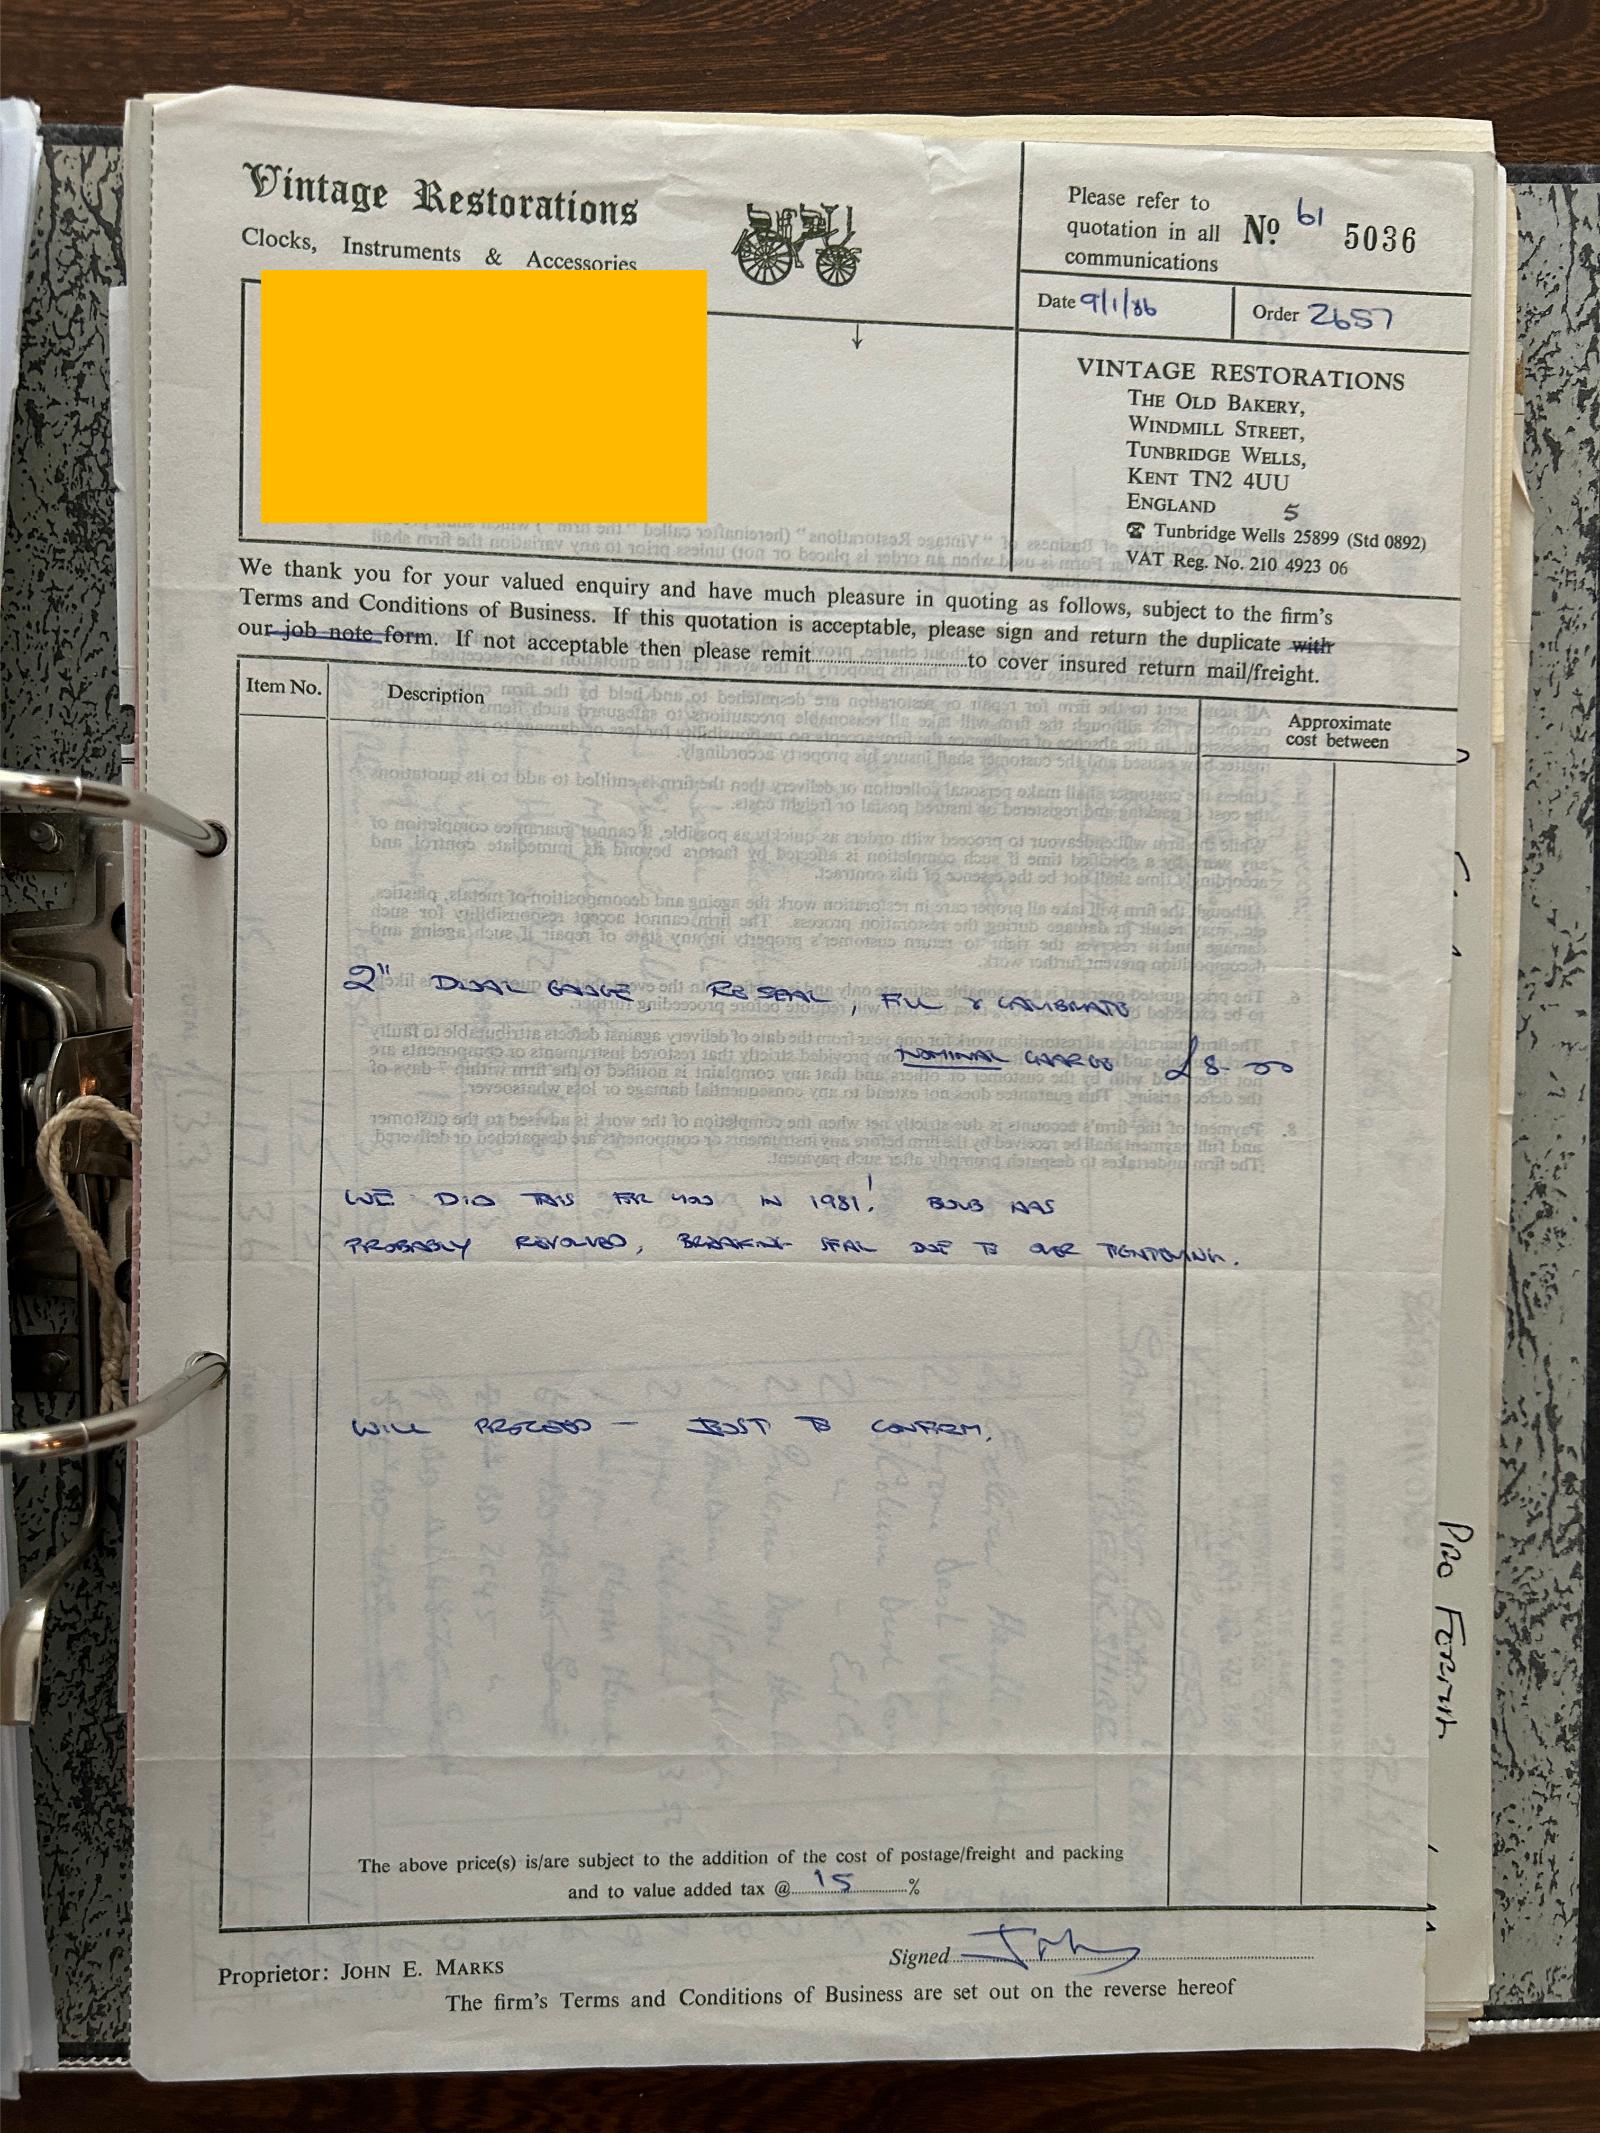 Vintage Restorations
Clocks, Instruments & Accessories
Please refer to
quotation in all
communications
Nº 61 5036
Date 9/1/86
Order 2657
VINTAGE RESTORATIONS
THE OLD BAKERY,
WINDMILL STREET,
TUNBRIDGE WELLS,
KENT TN2 4UU
ENGLAND 5
☎ Tunbridge Wells 25899 (Std 0892)
VAT Reg. No. 210 4923 06
We thank you for your valued enquiry and have much pleasure in quoting as follows, subject to the firm's
Terms and Conditions of Business. If this quotation is acceptable, please sign and return the duplicate with
our job note form. If not acceptable then please remit....................to cover insured return mail/freight.
Item No.
Description
Approximate
cost between
2" DUAL GAUGE RESEAL, FILL & CALIBRATE
NOMINAL CHARGE £8-00
WE DID THIS FOR YOU IN 1981! BULB HAS
PROBABLY REVOLVED, BREAKING SEAL DUE TO OVER TIGHTENING.
WILL PROCEED - JUST TO CONFIRM.
The above price(s) is/are subject to the addition of the cost of postage/freight and packing
and to value added tax @ 15 %
Signed
Proprietor: JOHN E. MARKS
The firm's Terms and Conditions of Business are set out on the reverse hereof
PRO FORMA